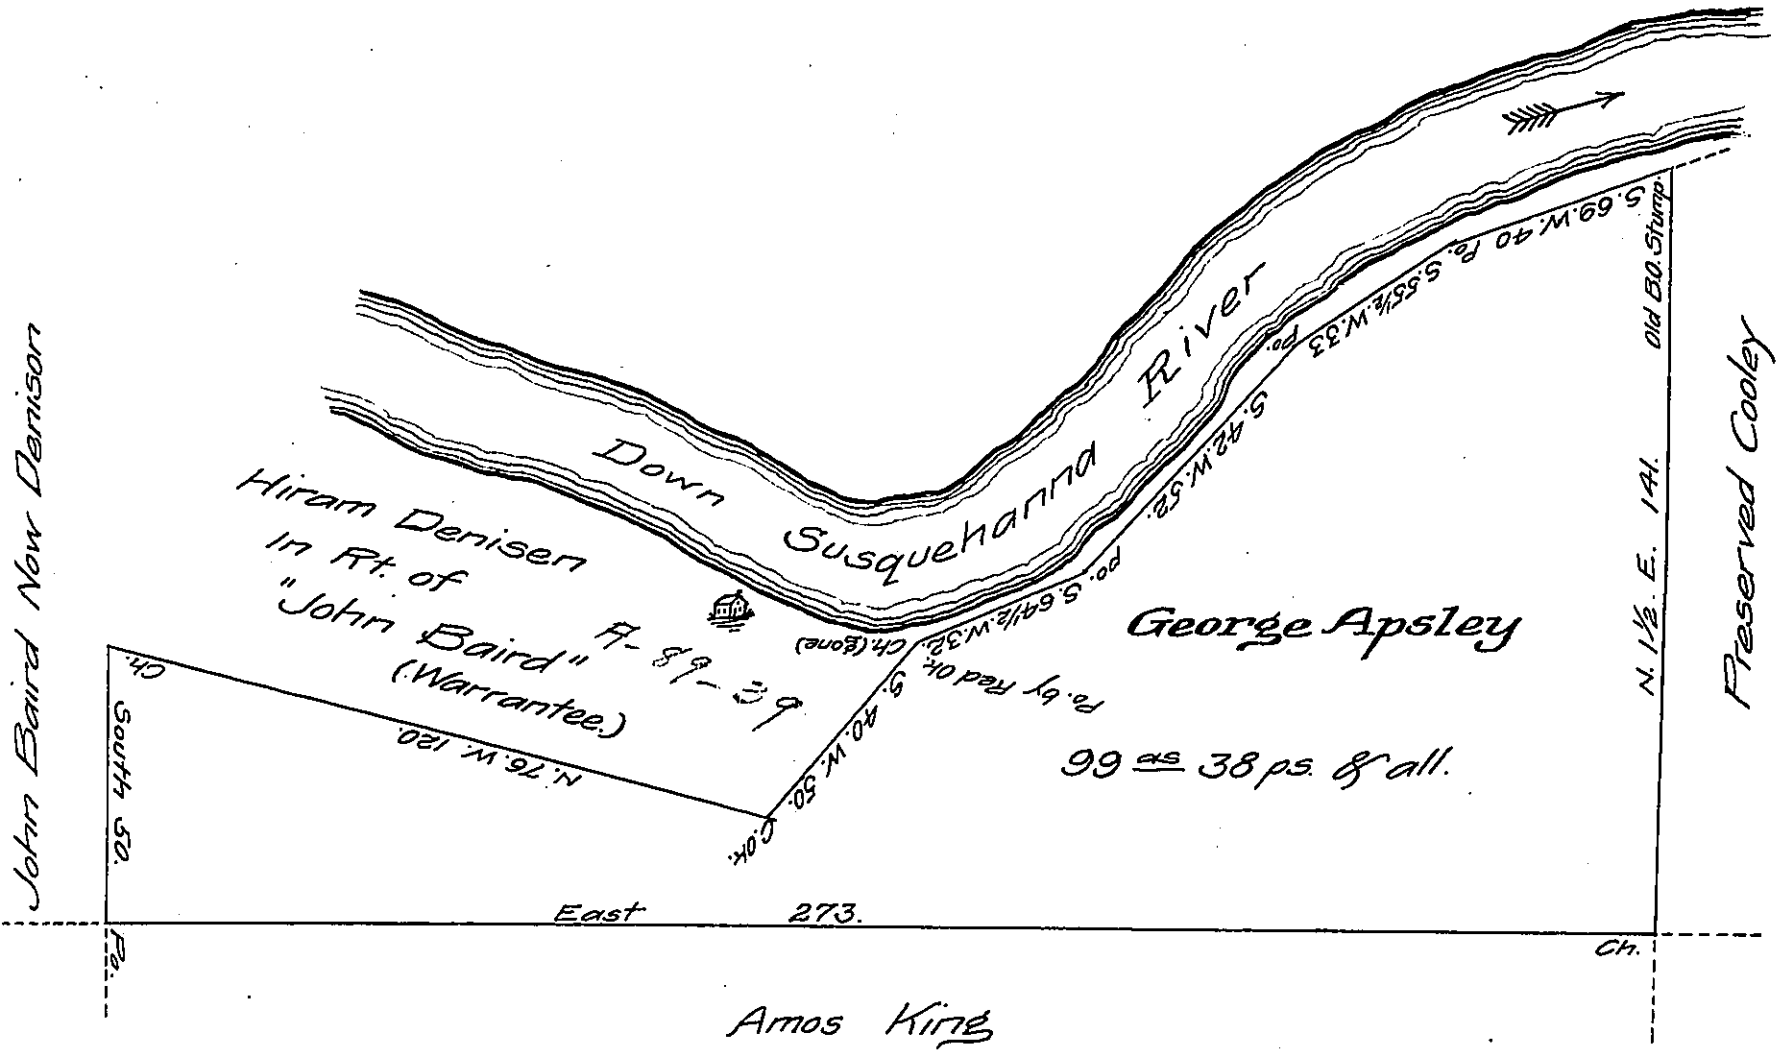 John Baird Now Denison
Hiram Denisen
In Rt. of
"John Baird" A-89-39
(Warrantee.)
Down Susquehanna River
S. 69. W. 40
Po. S. 55½. W. 33
Po.
S. 42. W. 52.
Po. S. 64½. W. 32.
Ch. (gone)
Po. by Red Ok.
S. 40. W. 50.
C.Ok.
N. 76. W. 120.
Ch.
South 50.
Po.
East 273.
Ch.
N. 1½. E. 141.
Old B.O. Stump.
George Apsley
99 as 38 ps. & all.
Preserved Cooley
Amos King